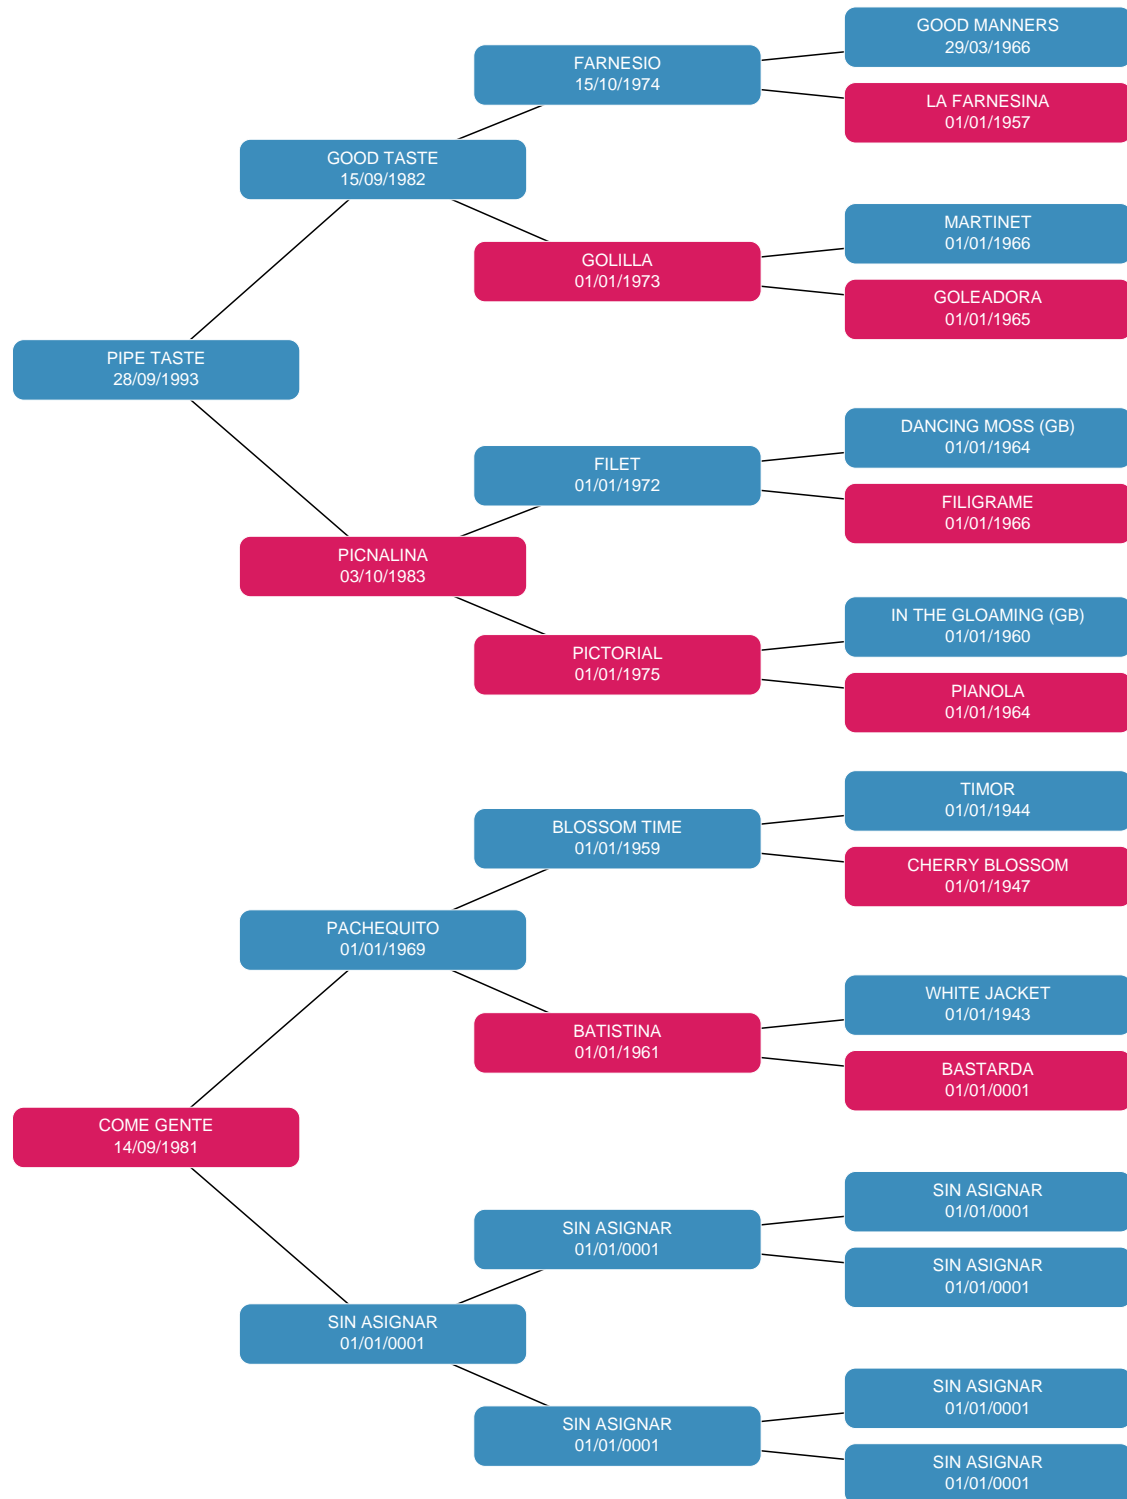 GOOD MANNERS
29/03/1966
FARNESIO
15/10/1974
LA FARNESINA
01/01/1957
GOOD TASTE
15/09/1982
MARTINET
01/01/1966
GOLILLA
01/01/1973
GOLEADORA
01/01/1965
PIPE TASTE
28/09/1993
DANCING MOSS (GB)
01/01/1964
FILET
01/01/1972
FILIGRAME
01/01/1966
PICNALINA
03/10/1983
IN THE GLOAMING (GB)
01/01/1960
PICTORIAL
01/01/1975
PIANOLA
01/01/1964
TIMOR
01/01/1944
BLOSSOM TIME
01/01/1959
CHERRY BLOSSOM
01/01/1947
PACHEQUITO
01/01/1969
WHITE JACKET
01/01/1943
BATISTINA
01/01/1961
BASTARDA
01/01/0001
COME GENTE
14/09/1981
SIN ASIGNAR
01/01/0001
SIN ASIGNAR
01/01/0001
SIN ASIGNAR
01/01/0001
SIN ASIGNAR
01/01/0001
SIN ASIGNAR
01/01/0001
SIN ASIGNAR
01/01/0001
SIN ASIGNAR
01/01/0001